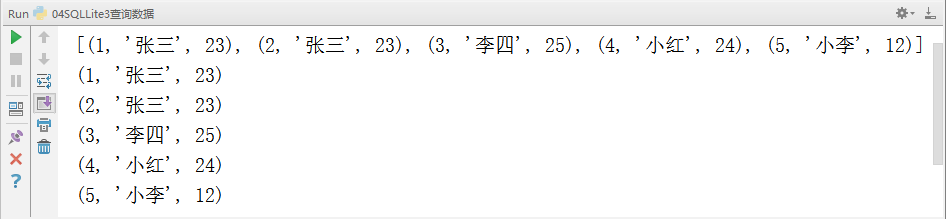 Run 04SQLLite3查询数据
[(1, '张三', 23), (2, '张三', 23), (3, '李四', 25), (4, '小红', 24), (5, '小李', 12)]
(1, '张三', 23)
(2, '张三', 23)
(3, '李四', 25)
(4, '小红', 24)
(5, '小李', 12)